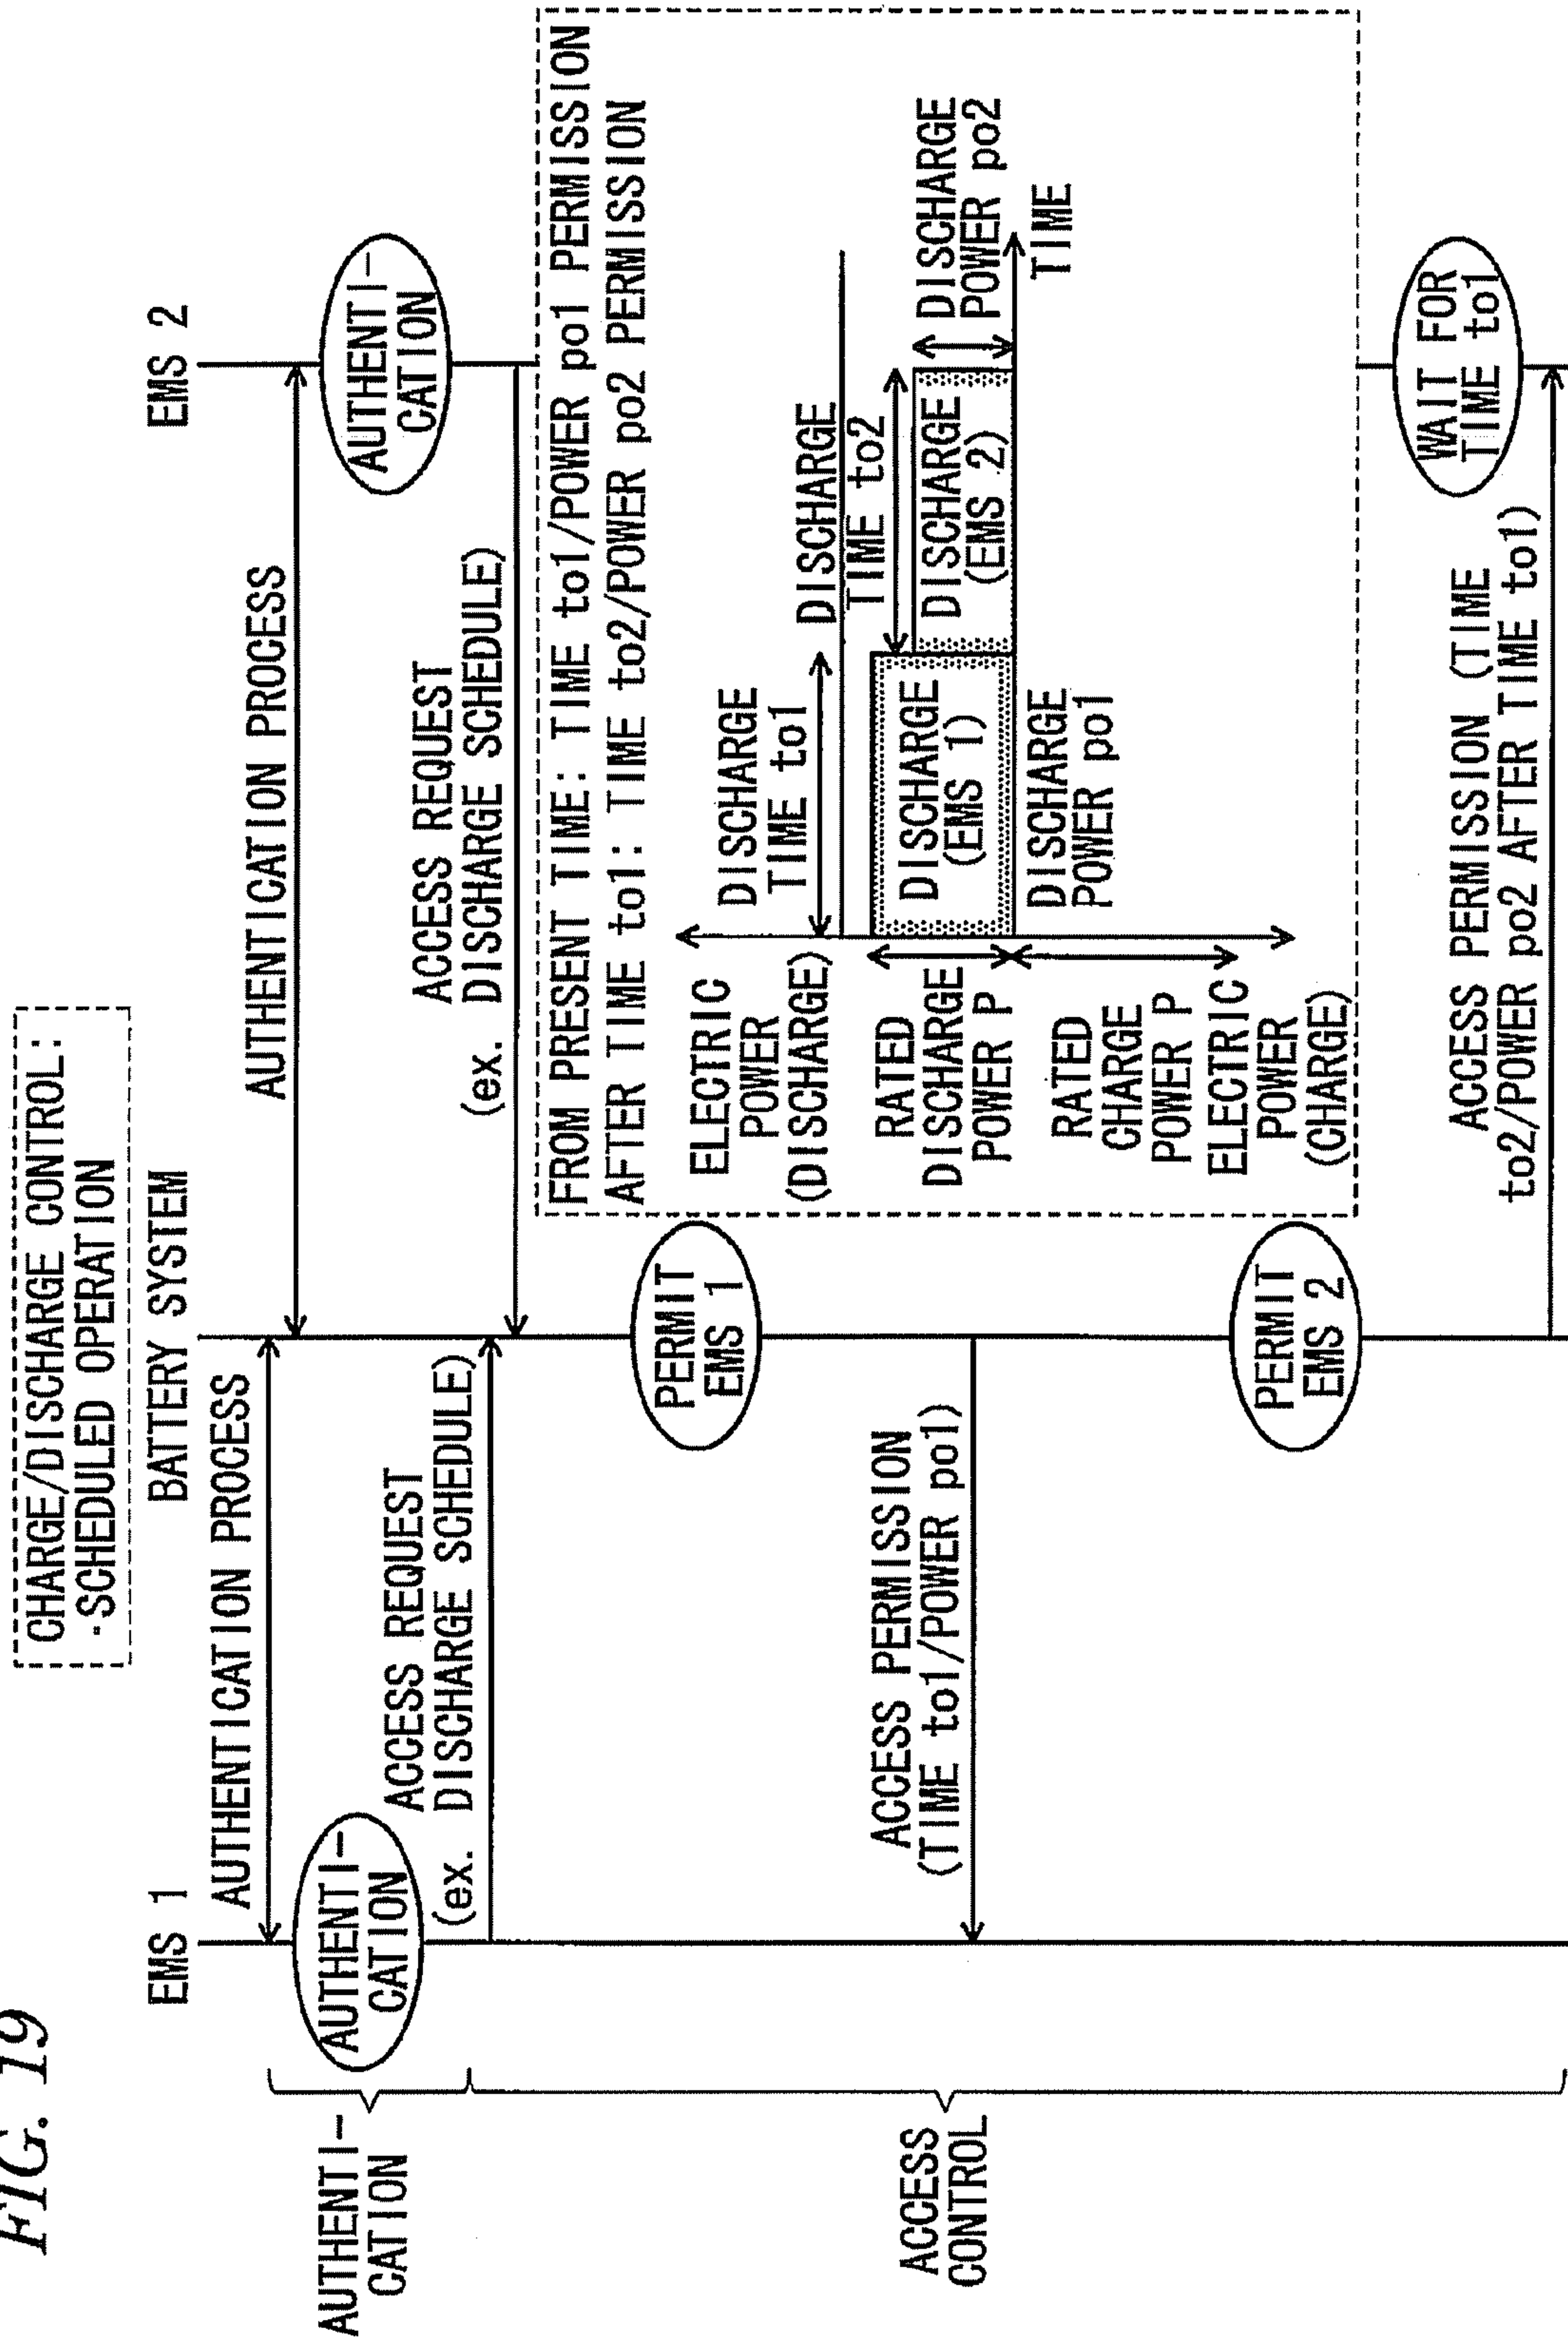 FIG. 19
CHARGE/DISCHARGE CONTROL:
·SCHEDULED OPERATION
EMS 1
BATTERY SYSTEM
EMS 2
AUTHENTICATION PROCESS
AUTHENTICATION PROCESS
AUTHENTI-
CATION
AUTHENTI-
CATION
AUTHENTI-
CATION
ACCESS REQUEST
(ex. DISCHARGE SCHEDULE)
ACCESS REQUEST
(ex. DISCHARGE SCHEDULE)
FROM PRESENT TIME: TIME to1/POWER po1 PERMISSION
AFTER TIME to1: TIME to2/POWER po2 PERMISSION
PERMIT
EMS 1
ELECTRIC
POWER
(DISCHARGE)
DISCHARGE
TIME to1
DISCHARGE
TIME to2
RATED
DISCHARGE
POWER P
DISCHARGE
(EMS 1)
DISCHARGE
(EMS 2)
DISCHARGE
POWER po2
TIME
DISCHARGE
POWER po1
RATED
CHARGE
POWER P
ELECTRIC
POWER
(CHARGE)
ACCESS
CONTROL
ACCESS PERMISSION
(TIME to1/POWER po1)
PERMIT
EMS 2
WAIT FOR
TIME to1
ACCESS PERMISSION (TIME
to2/POWER po2 AFTER TIME to1)